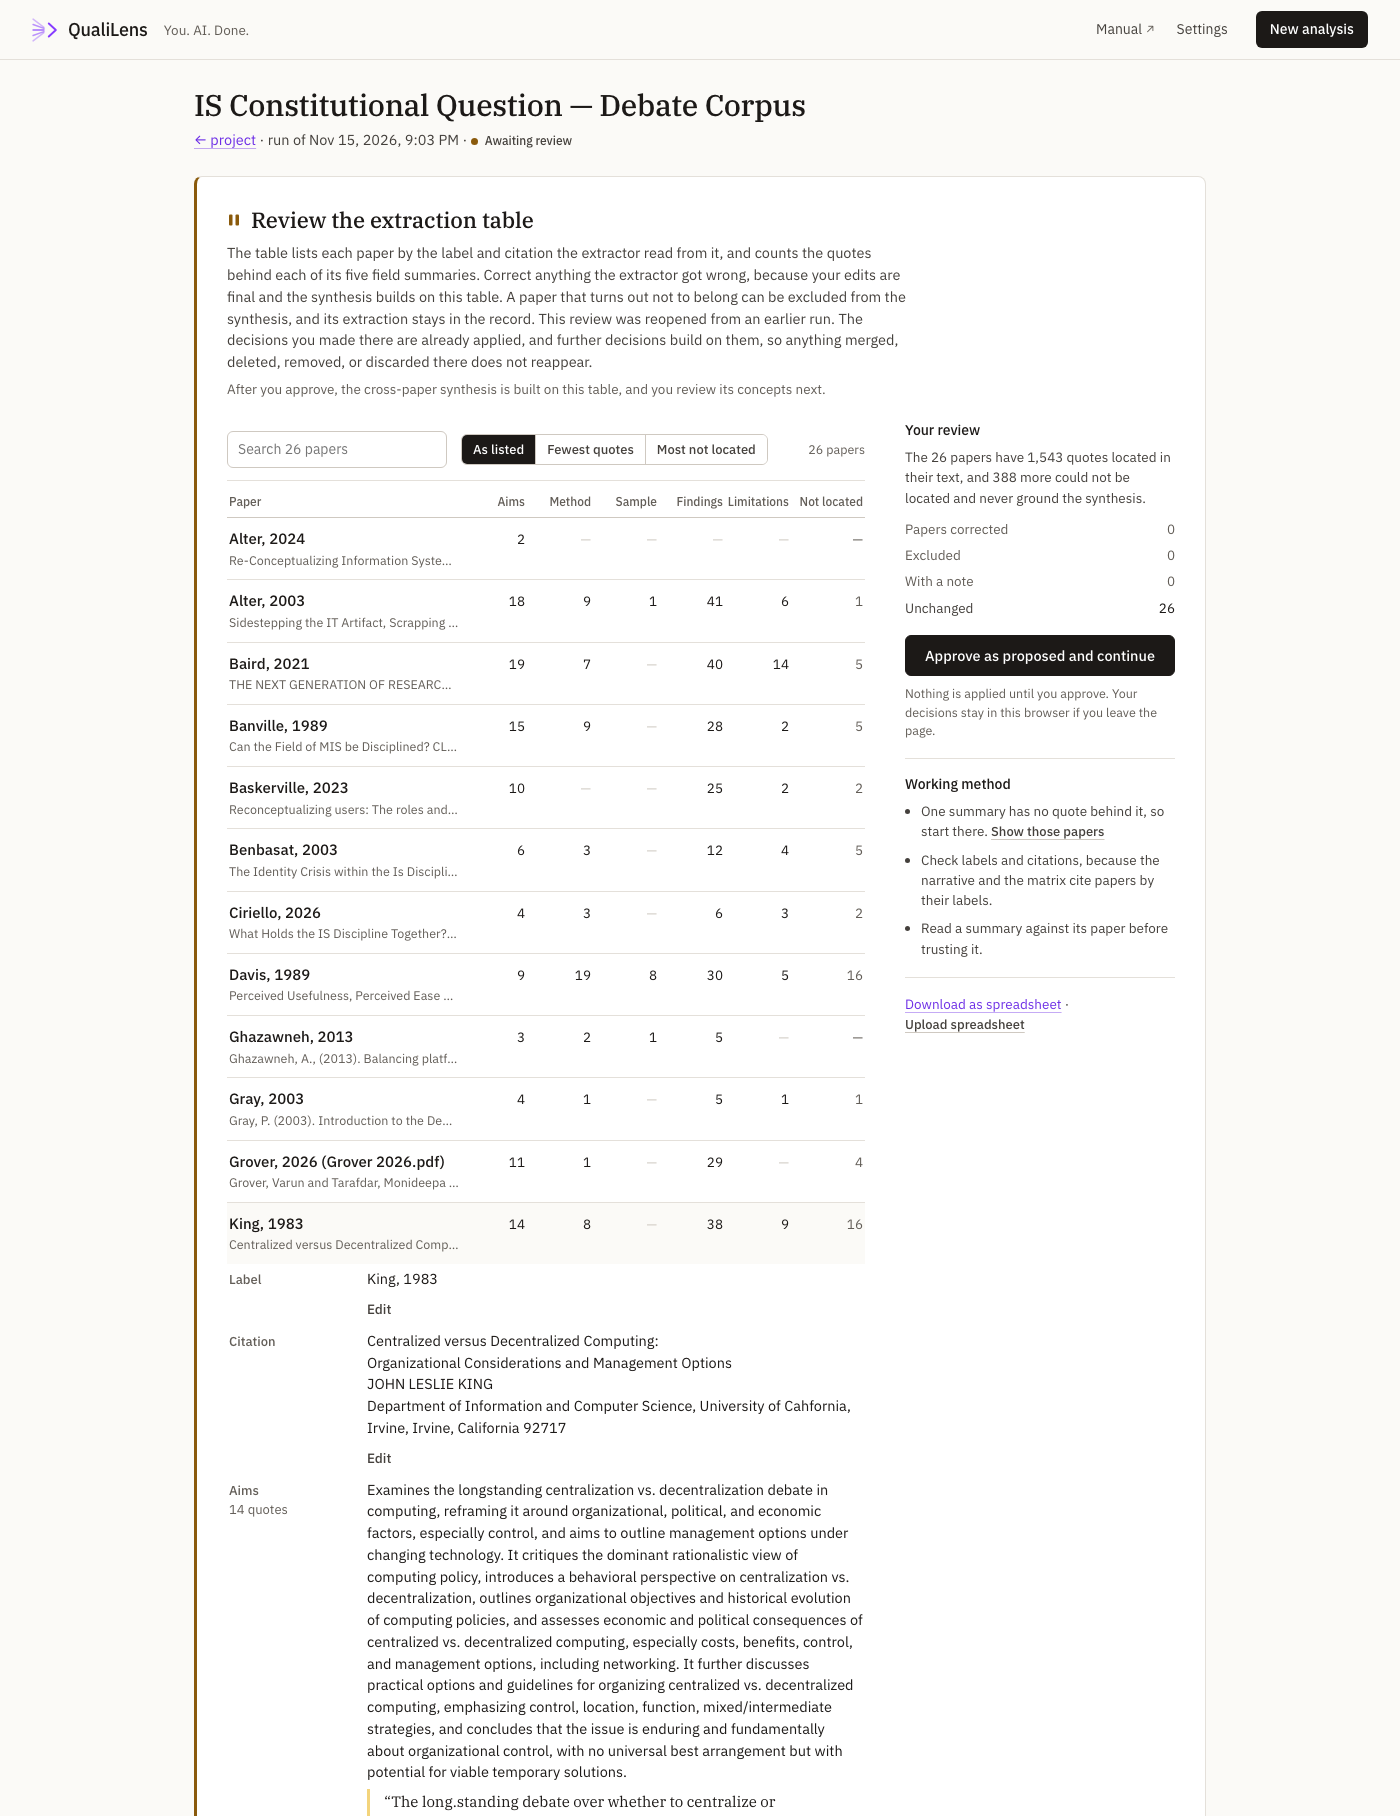 QualiLens You. AI. Done. Manual ↗ Settings New analysis
IS Constitutional Question — Debate Corpus
← project · run of Nov 15, 2026, 9:03 PM · Awaiting review
Review the extraction table
The table lists each paper by the label and citation the extractor read from it, and counts the quotes
behind each of its five field summaries. Correct anything the extractor got wrong, because your edits are
final and the synthesis builds on this table. A paper that turns out not to belong can be excluded from the
synthesis, and its extraction stays in the record. This review was reopened from an earlier run. The
decisions you made there are already applied, and further decisions build on them, so anything merged,
deleted, removed, or discarded there does not reappear.
After you approve, the cross-paper synthesis is built on this table, and you review its concepts next.
Search 26 papers As listed Fewest quotes Most not located 26 papers
Paper Aims Method Sample Findings Limitations Not located
Alter, 2024 2 — — — — —
Re-Conceptualizing Information Syste...
Alter, 2003 18 9 1 41 6 1
Sidestepping the IT Artifact, Scrapping ...
Baird, 2021 19 7 — 40 14 5
THE NEXT GENERATION OF RESEARC...
Banville, 1989 15 9 — 28 2 5
Can the Field of MIS be Disciplined? CL...
Baskerville, 2023 10 — — 25 2 2
Reconceptualizing users: The roles and...
Benbasat, 2003 6 3 — 12 4 5
The Identity Crisis within the Is Discipli...
Ciriello, 2026 4 3 — 6 3 2
What Holds the IS Discipline Together?...
Davis, 1989 9 19 8 30 5 16
Perceived Usefulness, Perceived Ease ...
Ghazawneh, 2013 3 2 1 5 — —
Ghazawneh, A., (2013). Balancing platf...
Gray, 2003 4 1 — 5 1 1
Gray, P. (2003). Introduction to the De...
Grover, 2026 (Grover 2026.pdf) 11 1 — 29 — 4
Grover, Varun and Tarafdar, Monideepa ...
King, 1983 14 8 — 38 9 16
Centralized versus Decentralized Comp...
Label King, 1983
Edit
Citation Centralized versus Decentralized Computing:
Organizational Considerations and Management Options
JOHN LESLIE KING
Department of Information and Computer Science, University of Cahforia,
Irvine, Irvine, California 92717
Edit
Aims Examines the longstanding centralization vs. decentralization debate in
14 quotes computing, reframing it around organizational, political, and economic
factors, especially control, and aims to outline management options under
changing technology. It critiques the dominant rationalistic view of
computing policy, introduces a behavioral perspective on centralization vs.
decentralization, outlines organizational objectives and historical evolution
of computing policies, and assesses economic and political consequences of
centralized vs. decentralized computing, especially costs, benefits, control,
and management options, including networking. It further discusses
practical options and guidelines for organizing centralized vs. decentralized
computing, emphasizing control, location, function, mixed/intermediate
strategies, and concludes that the issue is enduring and fundamentally
about organizational control, with no universal best arrangement but with
potential for viable temporary solutions.
“The long.standing debate over whether to centralize or
Your review
The 26 papers have 1,543 quotes located in
their text, and 388 more could not be
located and never ground the synthesis.
Papers corrected 0
Excluded 0
With a note 0
Unchanged 26
Approve as proposed and continue
Nothing is applied until you approve. Your
decisions stay in this browser if you leave the
page.
Working method
• One summary has no quote behind it, so
start there. Show those papers
• Check labels and citations, because the
narrative and the matrix cite papers by
their labels.
• Read a summary against its paper before
trusting it.
Download as spreadsheet ·
Upload spreadsheet